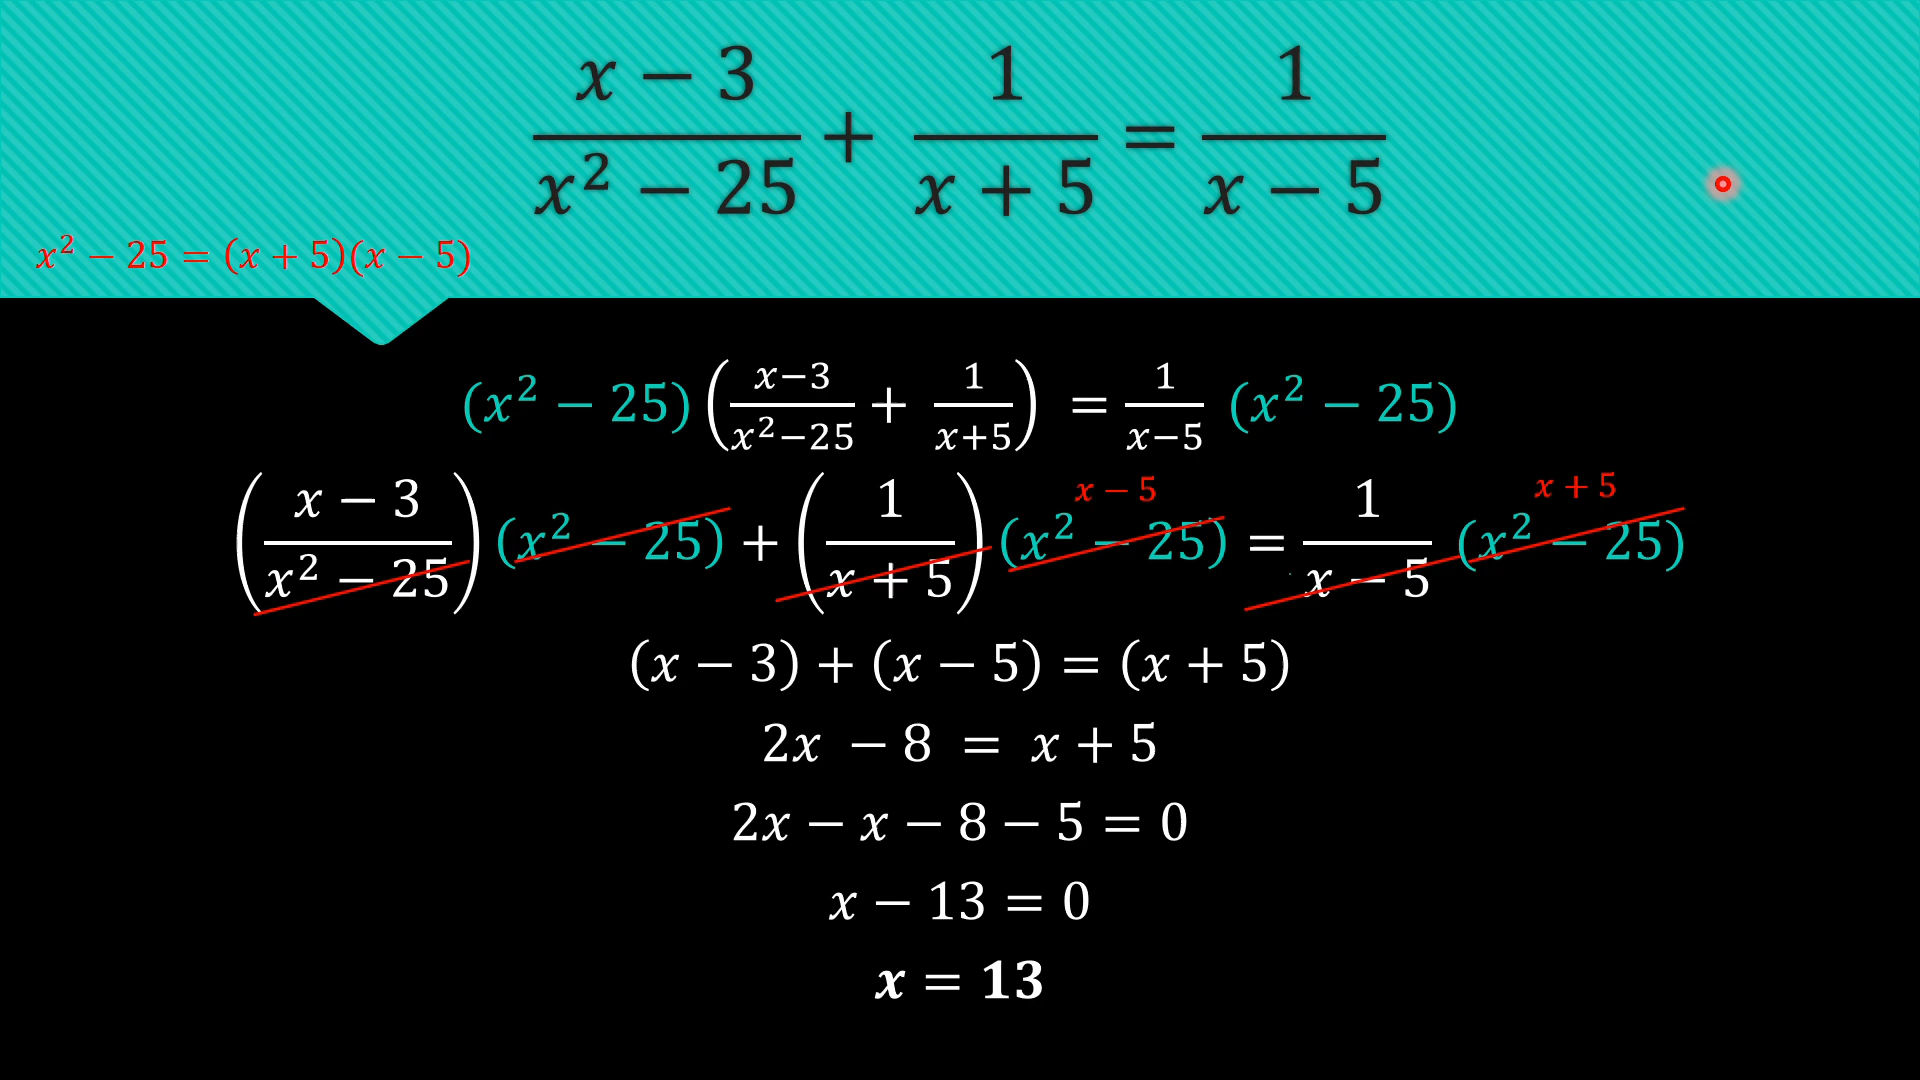 (x − 3)/(x² − 25) + 1/(x + 5) = 1/(x − 5)
x² − 25 = (x + 5)(x − 5)
(x² − 25) ((x−3)/(x²−25) + 1/(x+5)) = 1/(x−5) (x² − 25)
x − 5 x + 5
((x − 3)/(x² − 25)) (x² − 25) + (1/(x + 5)) (x² − 25) = 1/(x − 5) (x² − 25)
(x − 3) + (x − 5) = (x + 5)
2x − 8 = x + 5
2x − x − 8 − 5 = 0
x − 13 = 0
x = 13